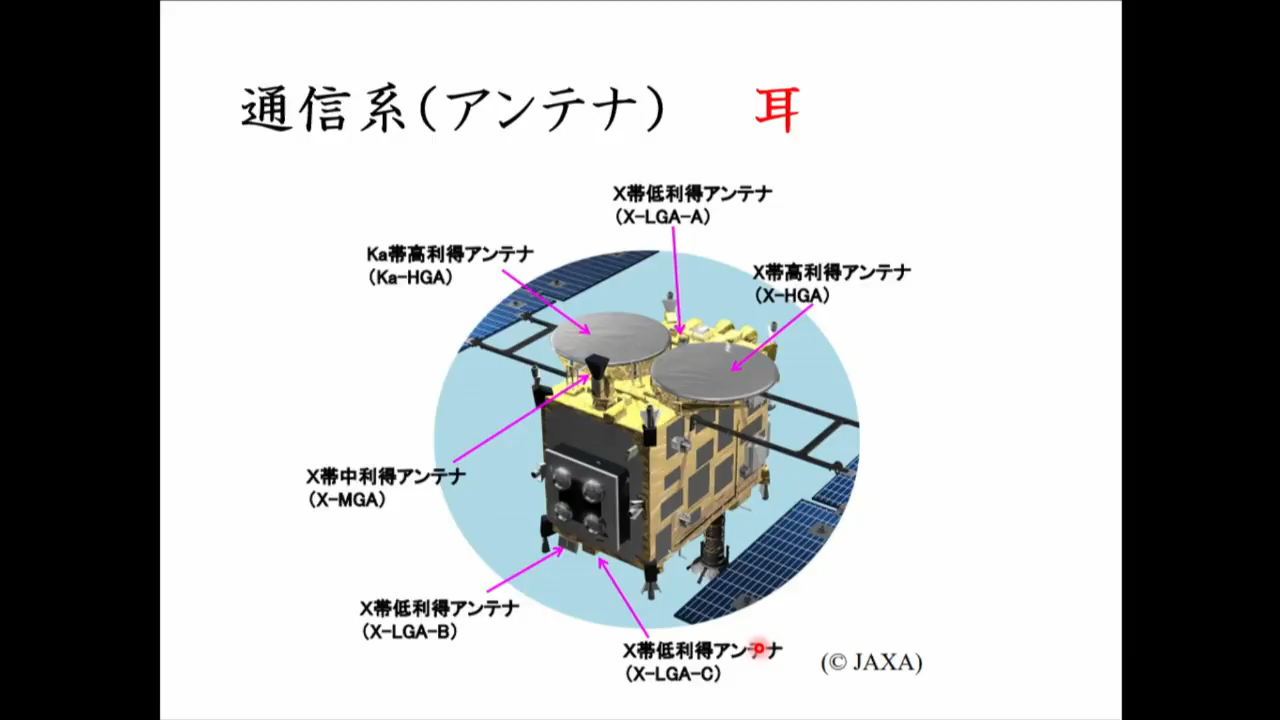 通信系(アンテナ) 耳
X帯低利得アンテナ
(X-LGA-A)
Ka帯高利得アンテナ
(Ka-HGA)
X帯高利得アンテナ
(X-HGA)
X帯中利得アンテナ
(X-MGA)
X帯低利得アンテナ
(X-LGA-B)
X帯低利得アンテナ
(X-LGA-C)
(© JAXA)